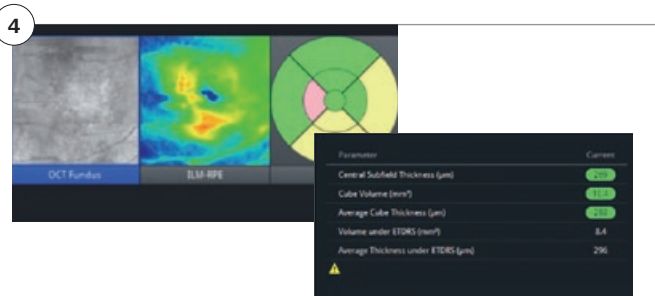 4
OCT Fundus
ILM-RPE
Parameter Current
Central Subfield Thickness (μm)
Cube Volume (mm³)
Average Cube Thickness (μm)
Volume under ETDRS (mm³) 8.4
Average Thickness under ETDRS (μm) 296